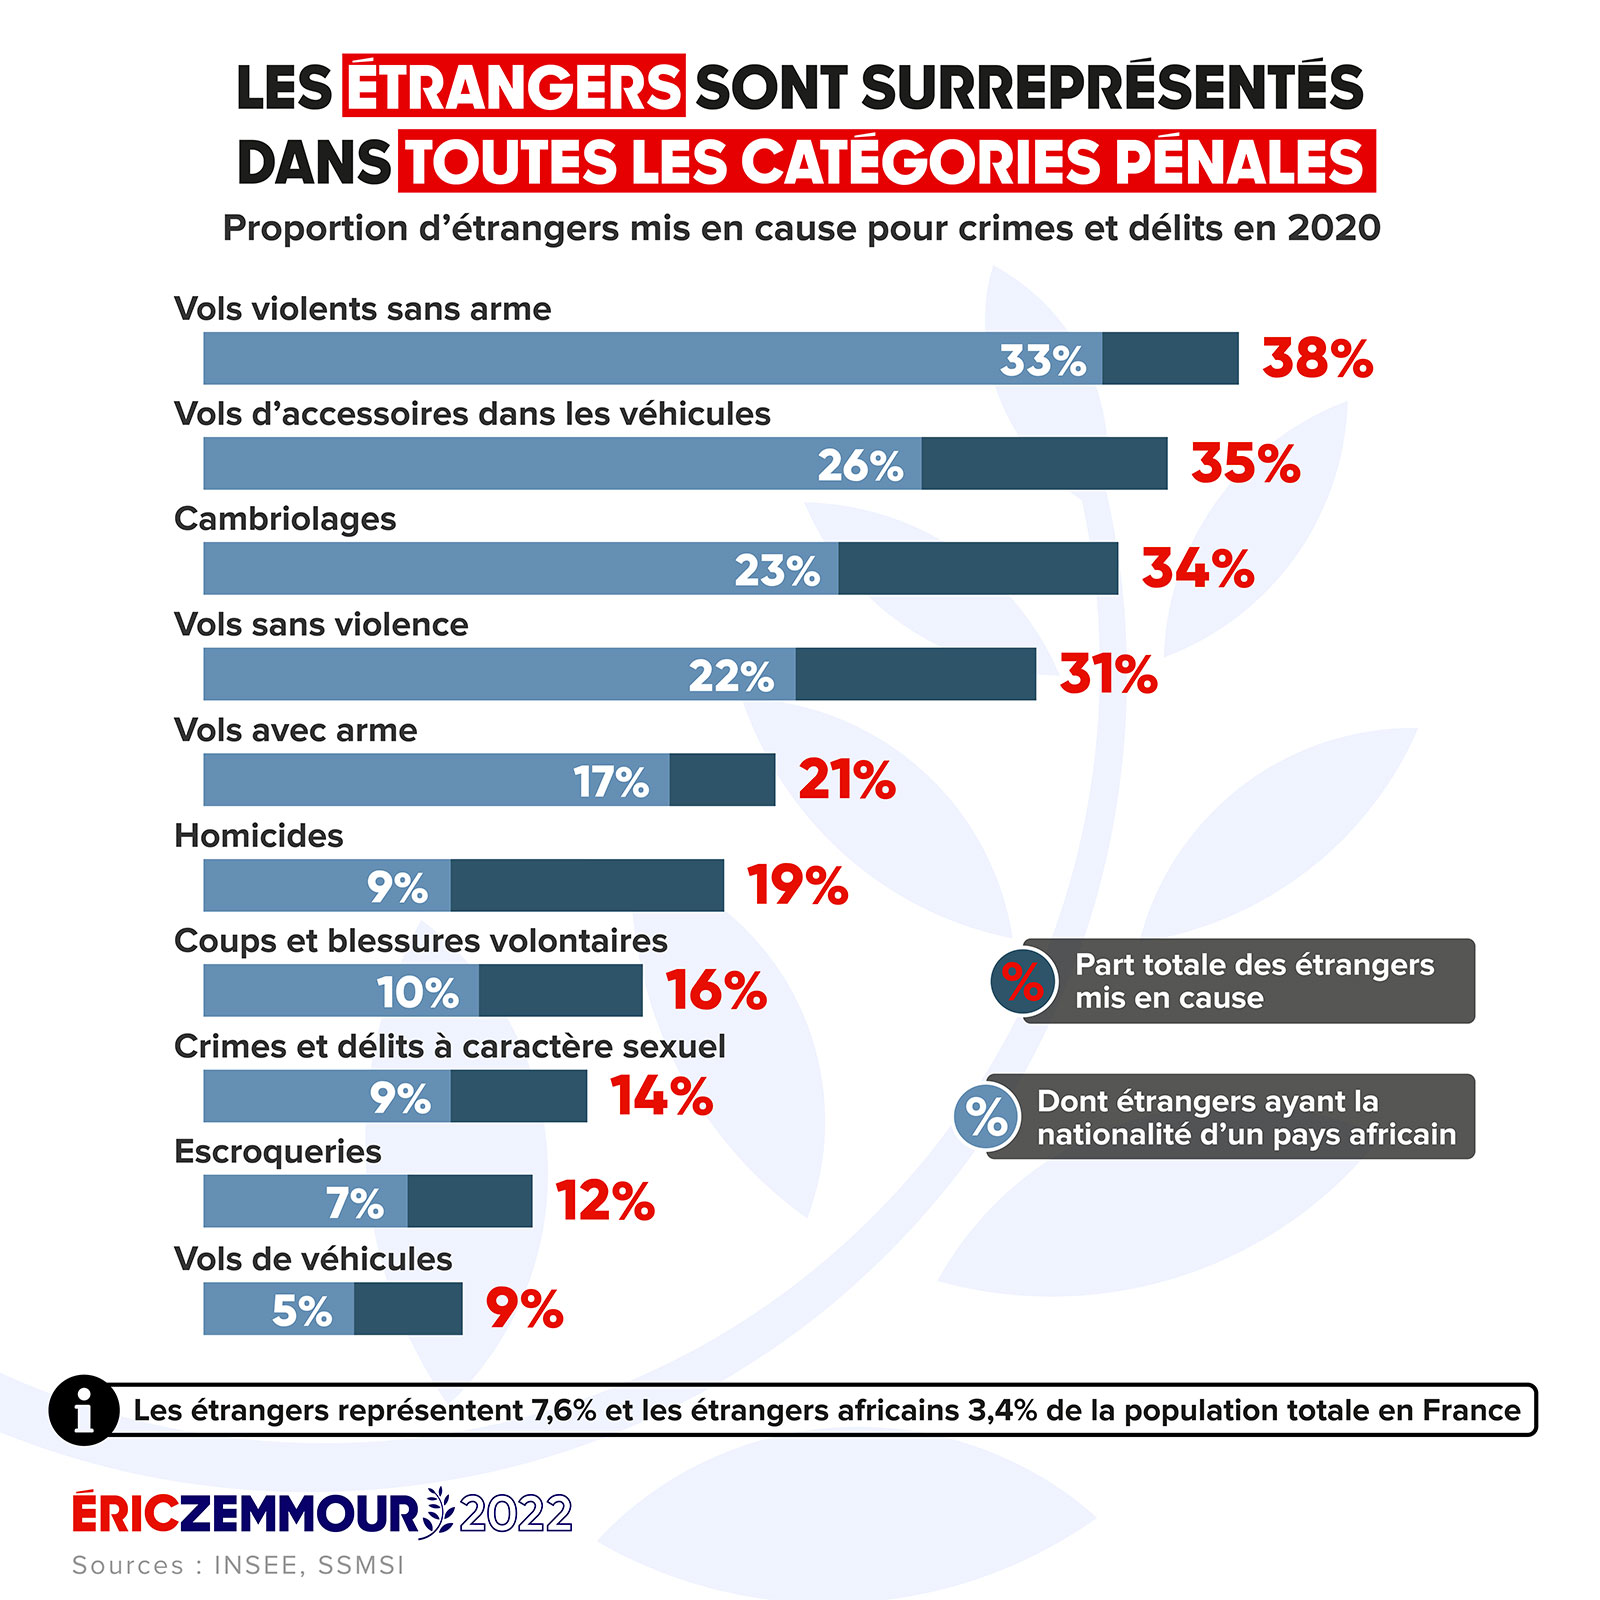 LES ÉTRANGERS SONT SURREPRÉSENTÉS
DANS TOUTES LES CATÉGORIES PÉNALES
Proportion d'étrangers mis en cause pour crimes et délits en 2020
Vols violents sans arme
33% 38%
Vols d'accessoires dans les véhicules
26% 35%
Cambriolages
23% 34%
Vols sans violence
22% 31%
Vols avec arme
17% 21%
Homicides
9% 19%
Coups et blessures volontaires
10% 16%
Crimes et délits à caractère sexuel
9% 14%
Escroqueries
7% 12%
Vols de véhicules
5% 9%
% Part totale des étrangers
mis en cause
% Dont étrangers ayant la
nationalité d'un pays africain
i Les étrangers représentent 7,6% et les étrangers africains 3,4% de la population totale en France
ÉRICZEMMOUR 2022
Sources : INSEE, SSMSI